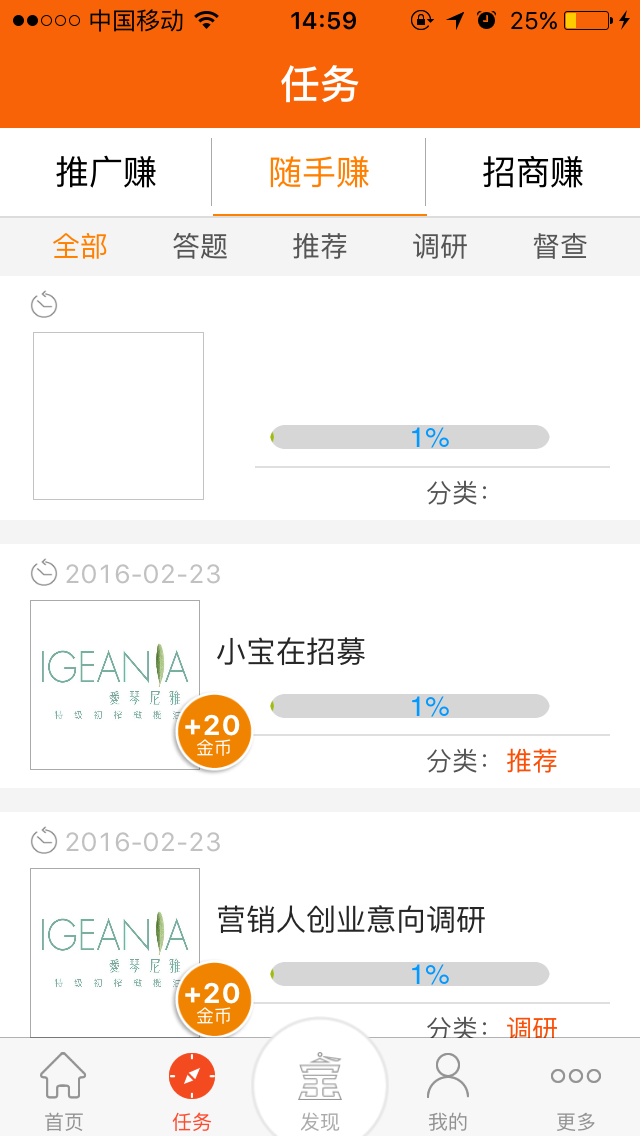 中国移动 14:59 25%
任务
推广赚 随手赚 招商赚
全部 答题 推荐 调研 督查
1%
分类：
2016-02-23
IGEANIA
愛琴尼雅
小宝在招募
+20
金币
1%
分类： 推荐
2016-02-23
IGEANIA
愛琴尼雅
营销人创业意向调研
+20
金币
1%
分类： 调研
首页 任务 发现 我的 更多